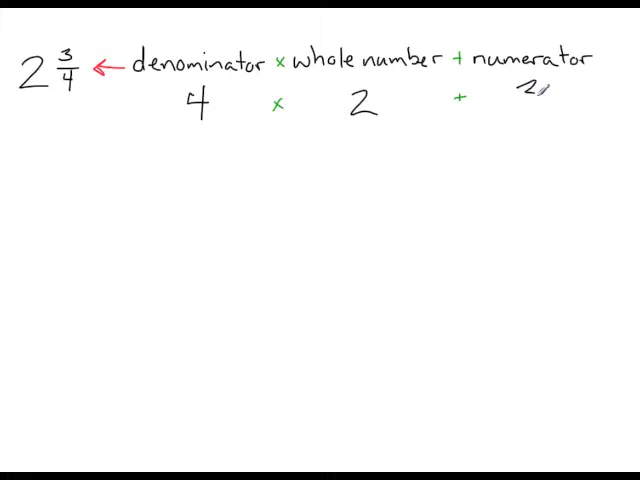 2 3/4 ← denominator × whole number + numerator
4 × 2 +